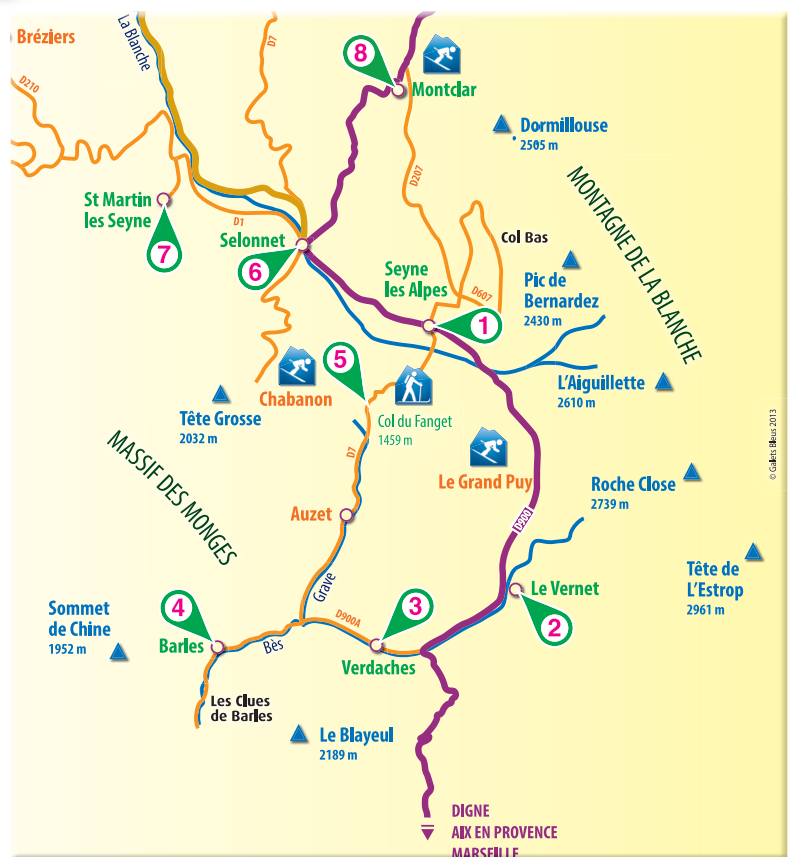 Bréziers
La Blanche
D7
8
Montclar
D210
Dormillouse
2505 m
MONTAGNE DE LA BLANCHE
D207
St Martin
les Seyne
7
D1
Selonnet
6
Col Bas
Seyne
les Alpes
D607
1
Pic de
Bernardez
2430 m
5
L'Aiguillette
2610 m
Chabanon
Tête Grosse
2032 m
Col du Fanget
1459 m
© Galets Bleus 2013
MASSIF DES MONGES
D7
Le Grand Puy
Roche Close
2739 m
Auzet
D900
Tête de
L'Estrop
2961 m
Grave
Le Vernet
2
Sommet
de Chine
1952 m
4
Barles
Bès
D900A
3
Verdaches
Les Clues
de Barles
Le Blayeul
2189 m
DIGNE
AIX EN PROVENCE
MARSEILLE